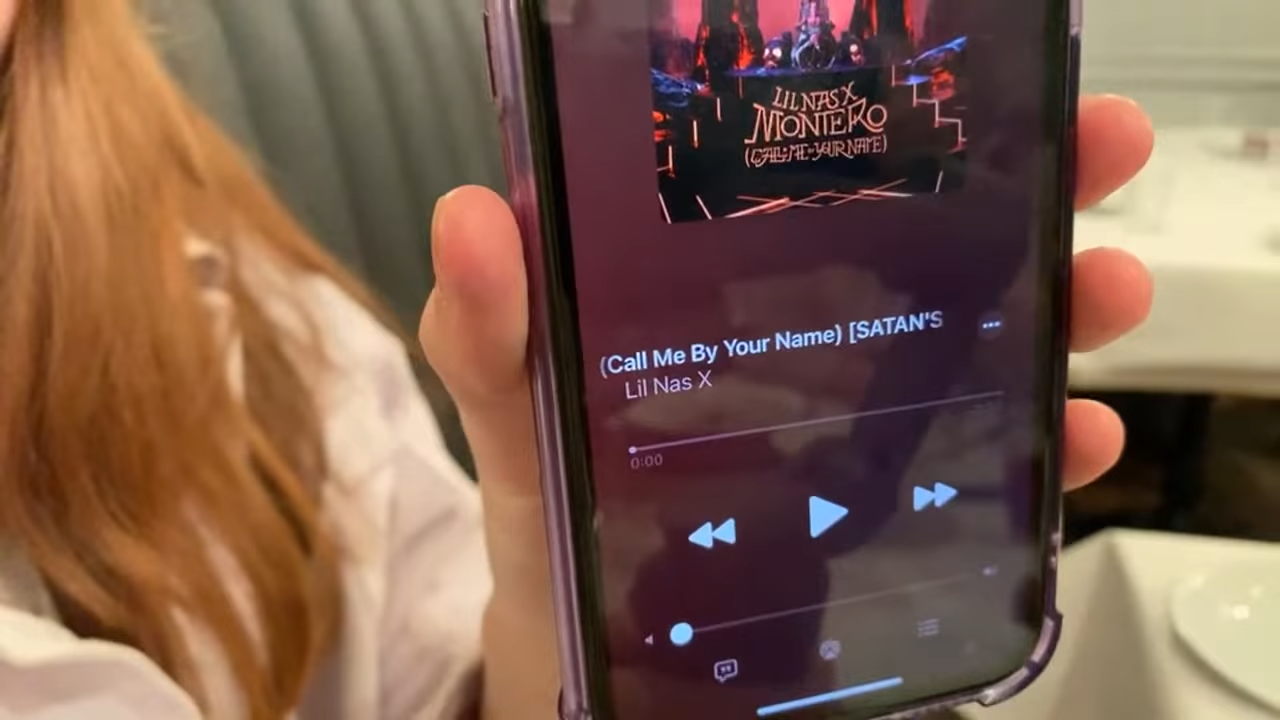 LIL NAS X
MONTERO
(CALL ME BY YOUR NAME)
(Call Me By Your Name) [SATAN'S
Lil Nas X
0:00